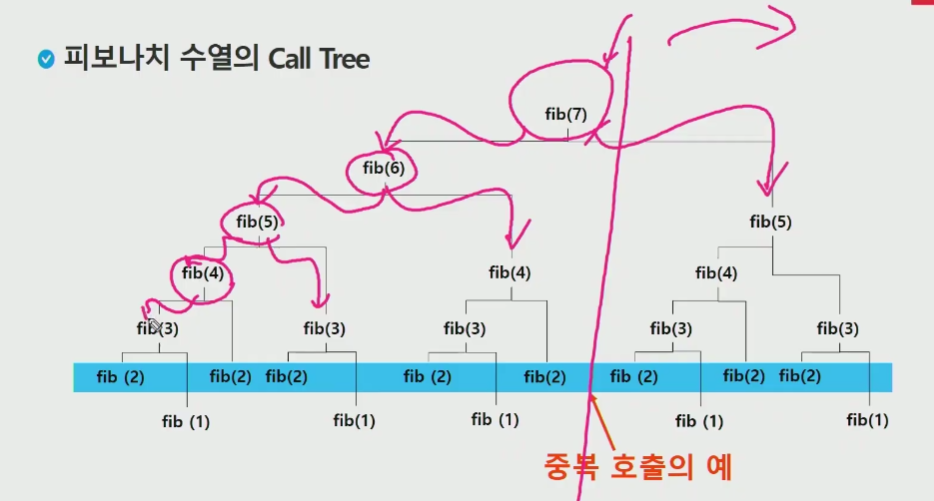 피보나치 수열의 Call Tree
fib(7)
fib(6)
fib(5) fib(5)
fib(4) fib(4) fib(4)
fib(3) fib(3) fib(3) fib(3) fib(3)
fib (2) fib(2) fib(2) fib (2) fib(2) fib (2) fib(2) fib(2)
fib (1) fib(1) fib (1) fib (1) fib(1)
중복 호출의 예